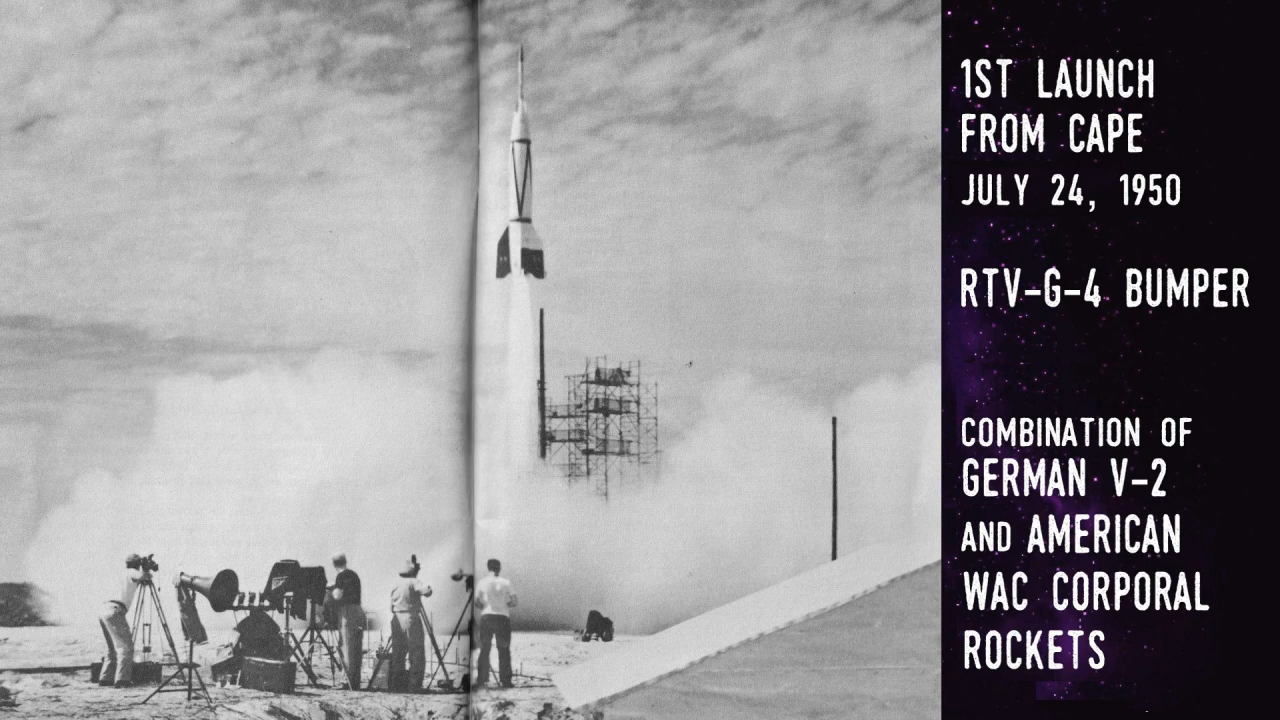 1ST LAUNCH
FROM CAPE
JULY 24, 1950
RTV-G-4 BUMPER
COMBINATION OF
GERMAN V-2
AND AMERICAN
WAC CORPORAL
ROCKETS